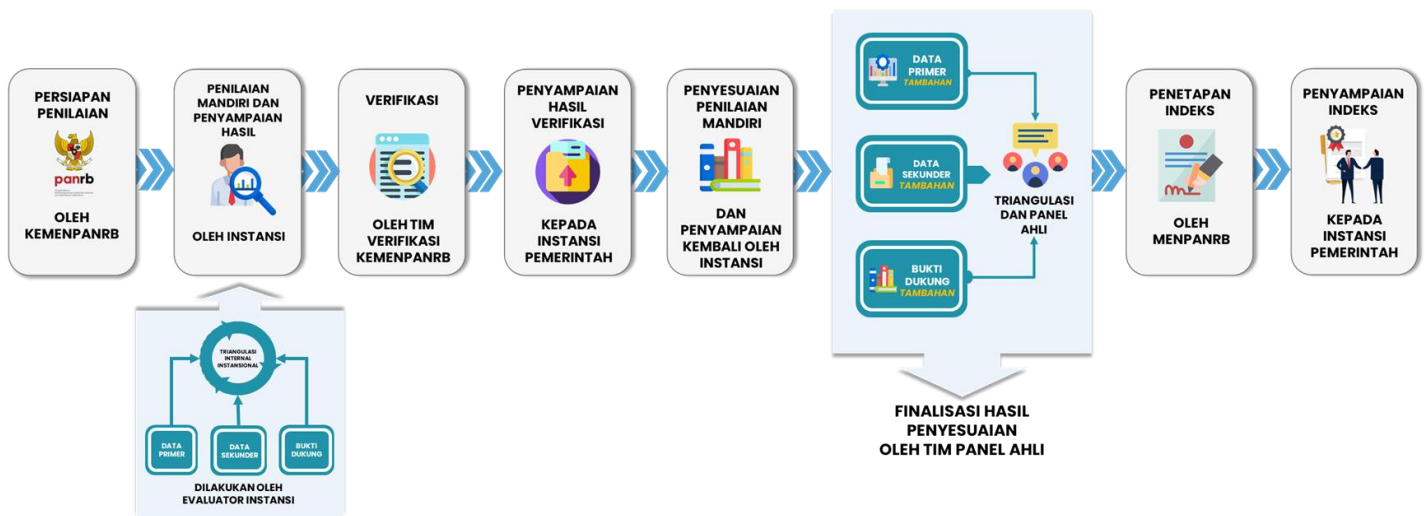 PERSIAPAN
PENILAIAN
panrb
OLEH
KEMENPANRB
PENILAIAN
MANDIRI DAN
PENYAMPAIAN
HASIL
OLEH INSTANSI
VERIFIKASI
OLEH TIM
VERIFIKASI
KEMENPANRB
PENYAMPAIAN
HASIL
VERIFIKASI
KEPADA
INSTANSI
PEMERINTAH
PENYESUAIAN
PENILAIAN
MANDIRI
DAN
PENYAMPAIAN
KEMBALI OLEH
INSTANSI
DATA
PRIMER
TAMBAHAN
DATA
SEKUNDER
TAMBAHAN
BUKTI
DUKUNG
TAMBAHAN
TRIANGULASI
DAN PANEL
AHLI
PENETAPAN
INDEKS
OLEH
MENPANRB
PENYAMPAIAN
INDEKS
KEPADA
INSTANSI
PEMERINTAH
TRIANGULASI
INTERNAL
INSTANSIONAL
DATA
PRIMER
DATA
SEKUNDER
BUKTI
DUKUNG
DILAKUKAN OLEH
EVALUATOR INSTANSI
FINALISASI HASIL
PENYESUAIAN
OLEH TIM PANEL AHLI